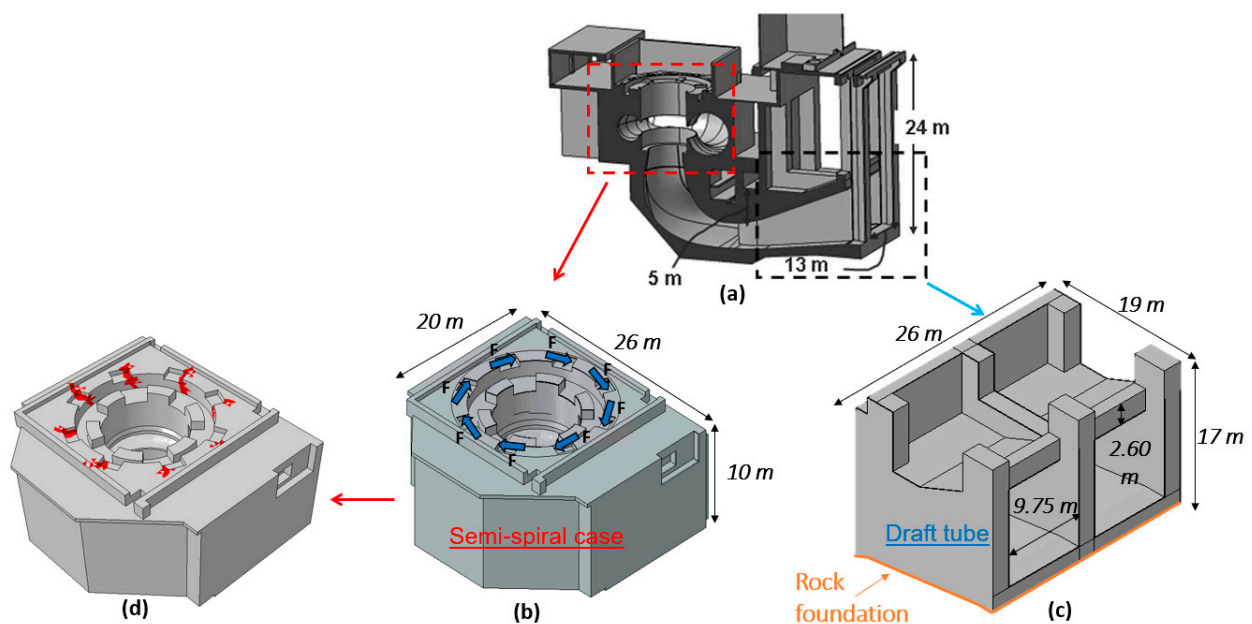 24 m
5 m
13 m
(a)
20 m
26 m
F
F
F
F
F
F
F
F
10 m
Semi-spiral case
(b)
(d)
26 m
19 m
17 m
2.60
m
9.75 m
Draft tube
Rock
foundation
(c)